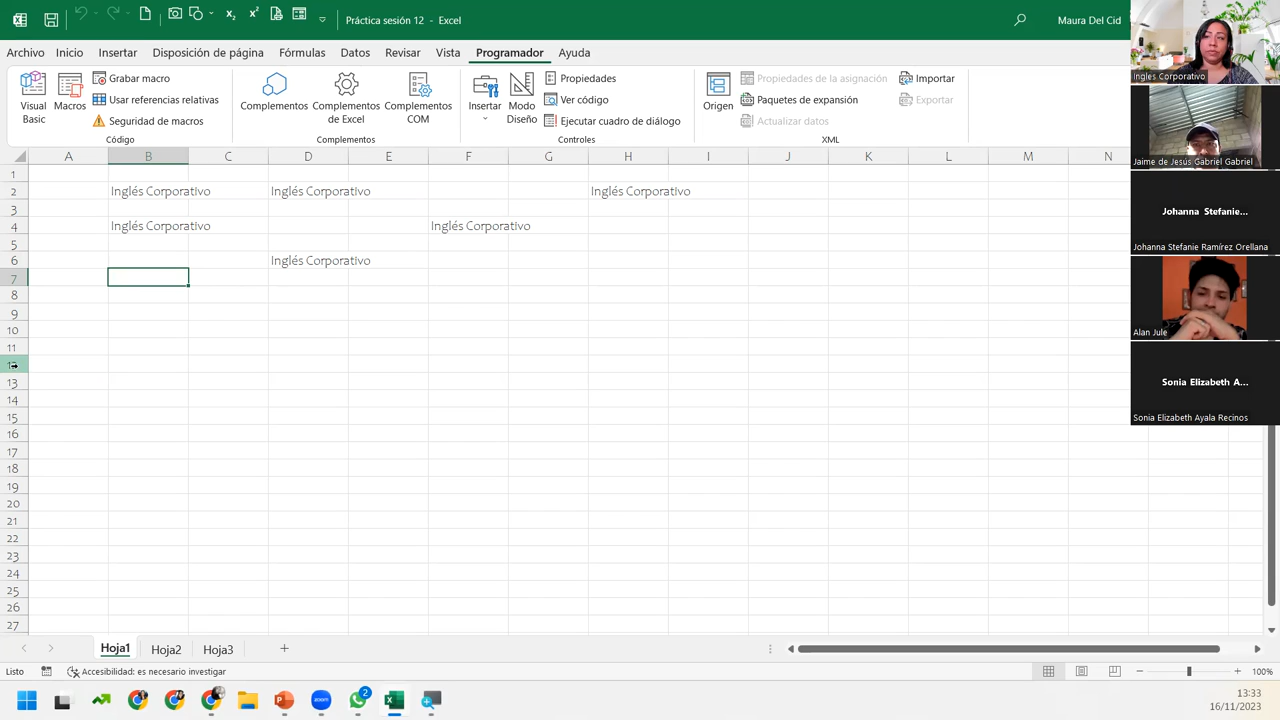 Práctica sesión 12 - Excel
Maura Del Cid
Archivo Inicio Insertar Disposición de página Fórmulas Datos Revisar Vista Programador Ayuda
Visual Basic
Macros
Grabar macro
Usar referencias relativas
Seguridad de macros
Código
Complementos
Complementos de Excel
Complementos COM
Complementos
Insertar
Modo Diseño
Propiedades
Ver código
Ejecutar cuadro de diálogo
Controles
Origen
Propiedades de la asignación
Paquetes de expansión
Actualizar datos
Importar
Exportar
XML
A B C D E F G H I J K L M N
1
2 Inglés Corporativo Inglés Corporativo Inglés Corporativo
3
4 Inglés Corporativo Inglés Corporativo
5
6 Inglés Corporativo
7
8
9
10
11
13
14
15
16
17
18
19
20
21
22
23
24
25
26
27
Ingles Corporativo
Jaime de Jesús Gabriel Gabriel
Johanna Stefanie...
Johanna Stefanie Ramírez Orellana
Alan Jule
Sonia Elizabeth A...
Sonia Elizabeth Ayala Recinos
Hoja1 Hoja2 Hoja3
Listo
Accesibilidad: es necesario investigar
100%
zoom
2
13:33
16/11/2023